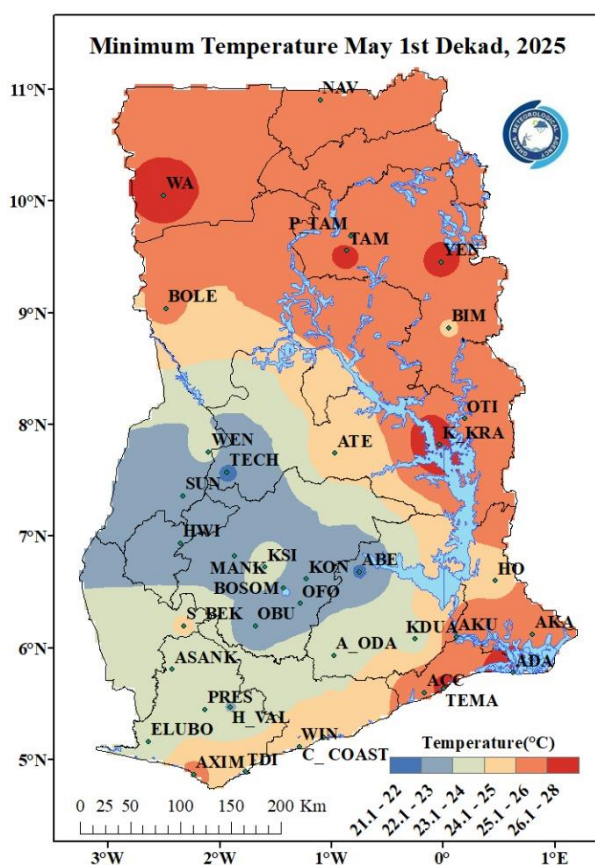 Minimum Temperature May 1st Dekad, 2025
11°N
NAV
10°N
WA
P_TAM
TAM
YEN
9°N
BOLE
BIM
8°N
OTI
K_KRA
WEN
ATE
TECH
SUN
7°N
HWI
KSI
MANK
KON
ABE
BOSOM
OFO
HO
S_BEK
OBU
KDUA
AKU
AKA
6°N
A_ODA
ASANK
ADA
ACC
TEMA
PRES
H_VAL
ELUBO
WIN
C_COAST
5°N
AXIM
TDI
Temperature(°C)
21.1 - 22
22.1 - 23
23.1 - 24
24.1 - 25
25.1 - 26
26.1 - 28
0 25 50 100 150 200 Km
3°W
2°W
1°W
0°
1°E